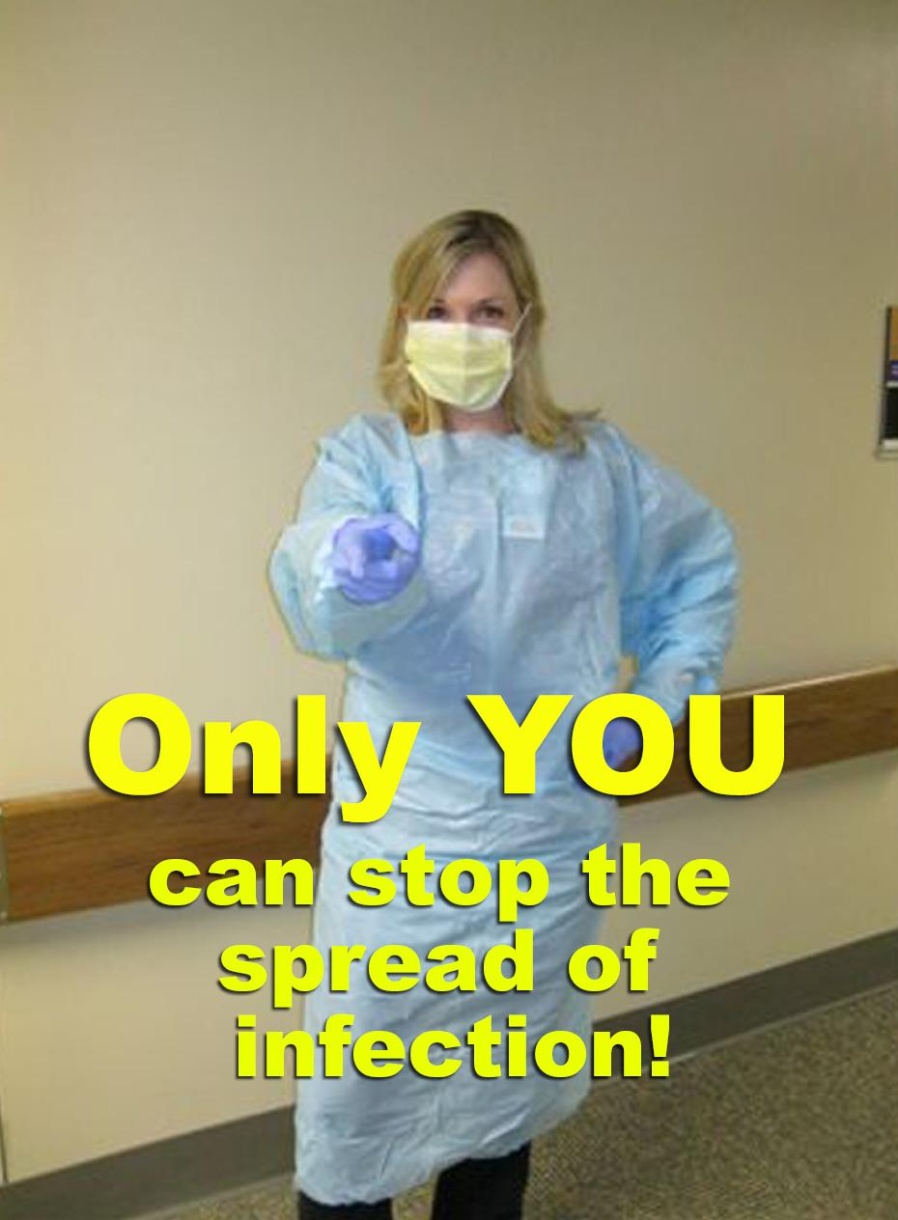 Only YOU
can stop the
spread of
infection!